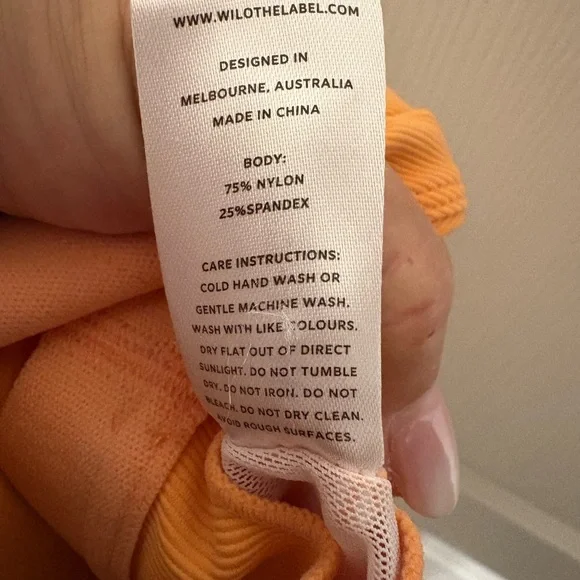 WWW.WILOTHELABEL.COM
DESIGNED IN
MELBOURNE, AUSTRALIA
MADE IN CHINA
BODY:
75% NYLON
25%SPANDEX
CARE INSTRUCTIONS:
COLD HAND WASH OR
GENTLE MACHINE WASH.
WASH WITH LIKE COLOURS.
DRY FLAT OUT OF DIRECT
SUNLIGHT. DO NOT TUMBLE
DRY. DO NOT IRON. DO NOT
BLEACH. DO NOT DRY CLEAN.
AVOID ROUGH SURFACES.